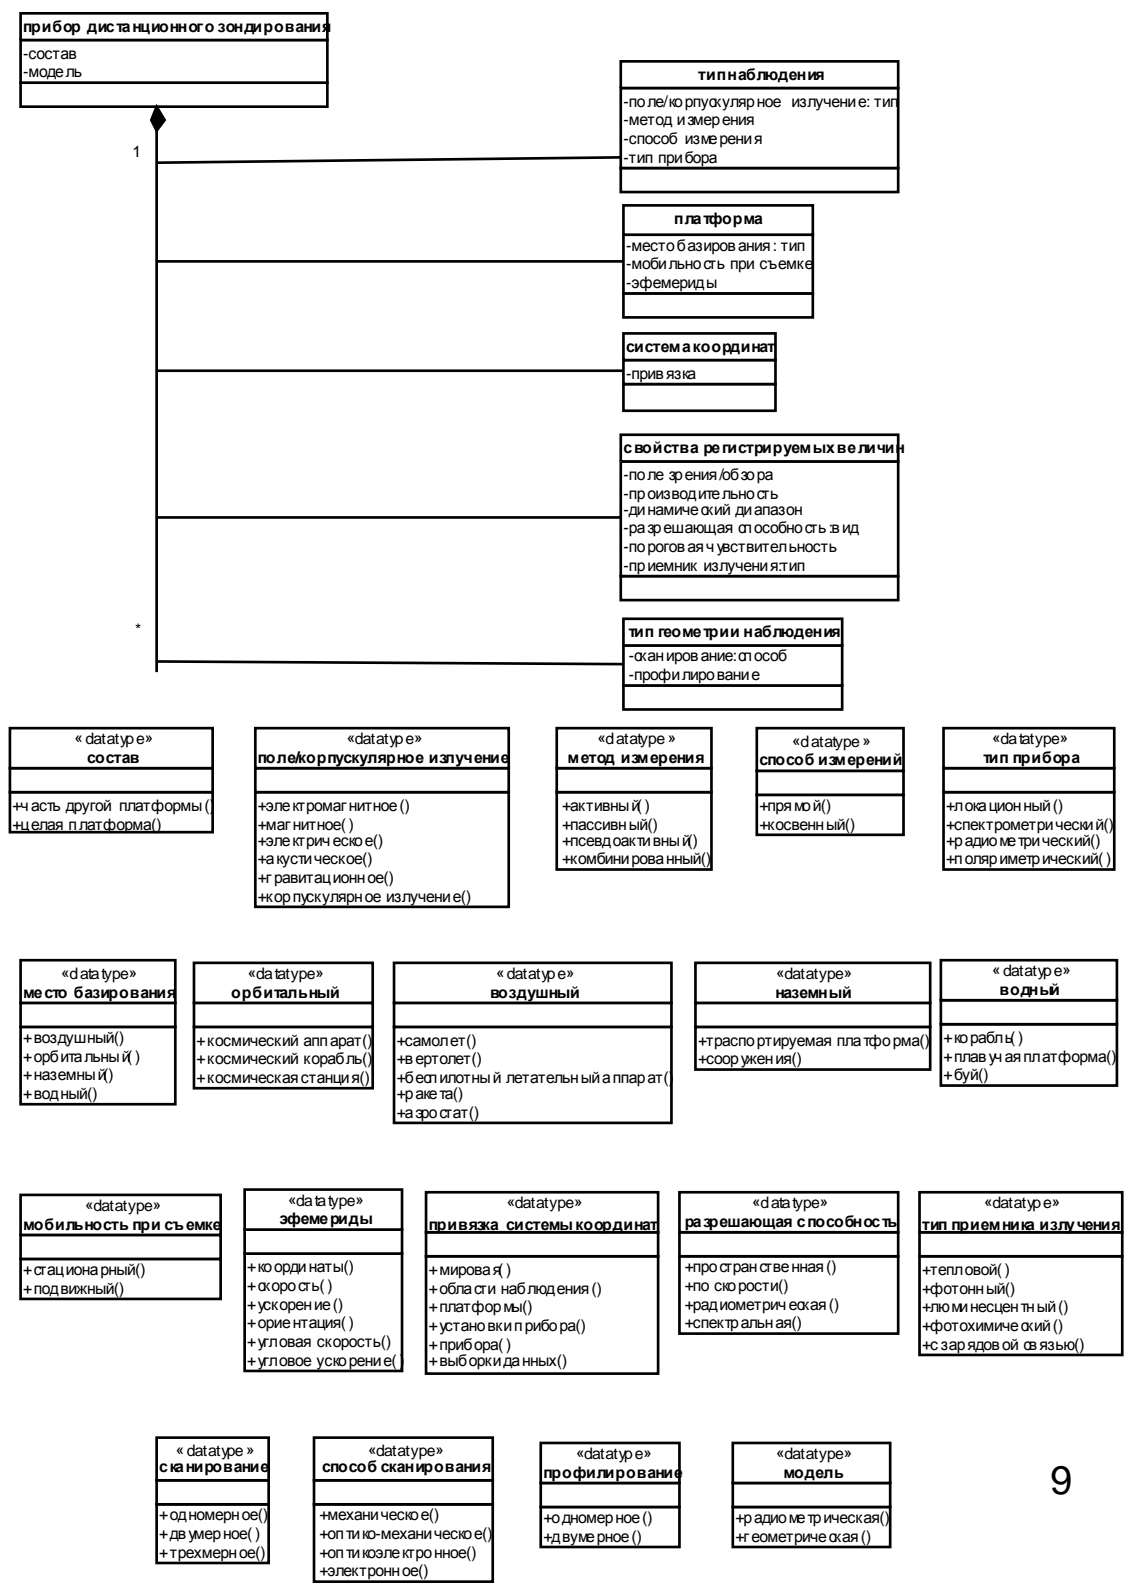 прибор дистанционного зондирования
-состав
-модель
1
*
тип наблюдения
-поле/корпускулярное излучение: тип
-метод измерения
-способ измерения
-тип прибора
платформа
-место базирования: тип
-мобильность при съемке
-эфемериды
система координат
-привязка
свойства регистрируемых величин
-поле зрения/обзора
-производительность
-динамический диапазон
-разрешающая способность:вид
-пороговая чувствительность
-приемник излучения:тип
тип геометрии наблюдения
-сканирование:способ
-профилирование
«datatype»
состав
+часть другой платформы()
+целая платформа()
«datatype»
поле/корпускулярное излучение
+электромагнитное()
+магнитное()
+электрическое()
+акустическое()
+гравитационное()
+корпускулярное излучение()
«datatype»
метод измерения
+активный()
+пассивный()
+псевдоактивный()
+комбинированный()
«datatype»
способ измерений
+прямой()
+косвенный()
«datatype»
тип прибора
+локационный()
+спектрометрический()
+радиометрический()
+поляриметрический()
«datatype»
место базирования
+воздушный()
+орбитальный()
+наземный()
+водный()
«datatype»
орбитальный
+космический аппарат()
+космический корабль()
+космическая станция()
«datatype»
воздушный
+самолет()
+вертолет()
+беспилотный летательный аппарат()
+ракета()
+аэростат()
«datatype»
наземный
+траспортируемая платформа()
+сооружения()
«datatype»
водный
+корабль()
+плавучая платформа()
+буй()
«datatype»
мобильность при съемке
+стационарный()
+подвижный()
«datatype»
эфемериды
+координаты()
+скорость()
+ускорение()
+ориентация()
+угловая скорость()
+угловое ускорение()
«datatype»
привязка системы координат
+мировая()
+области наблюдения()
+платформы()
+установки прибора()
+прибора()
+выборки данных()
«datatype»
разрешающая способность
+пространственная()
+по скорости()
+радиометрическая()
+спектральная()
«datatype»
тип приемника излучения
+тепловой()
+фотонный()
+люминесцентный()
+фотохимический()
+с зарядовой связью()
«datatype»
сканирование
+одномерное()
+двумерное()
+трехмерное()
«datatype»
способ сканирования
+механическое()
+оптико-механическое()
+оптикоэлектронное()
+электронное()
«datatype»
профилирование
+одномерное()
+двумерное()
«datatype»
модель
+радиометрическая()
+геометрическая()
9